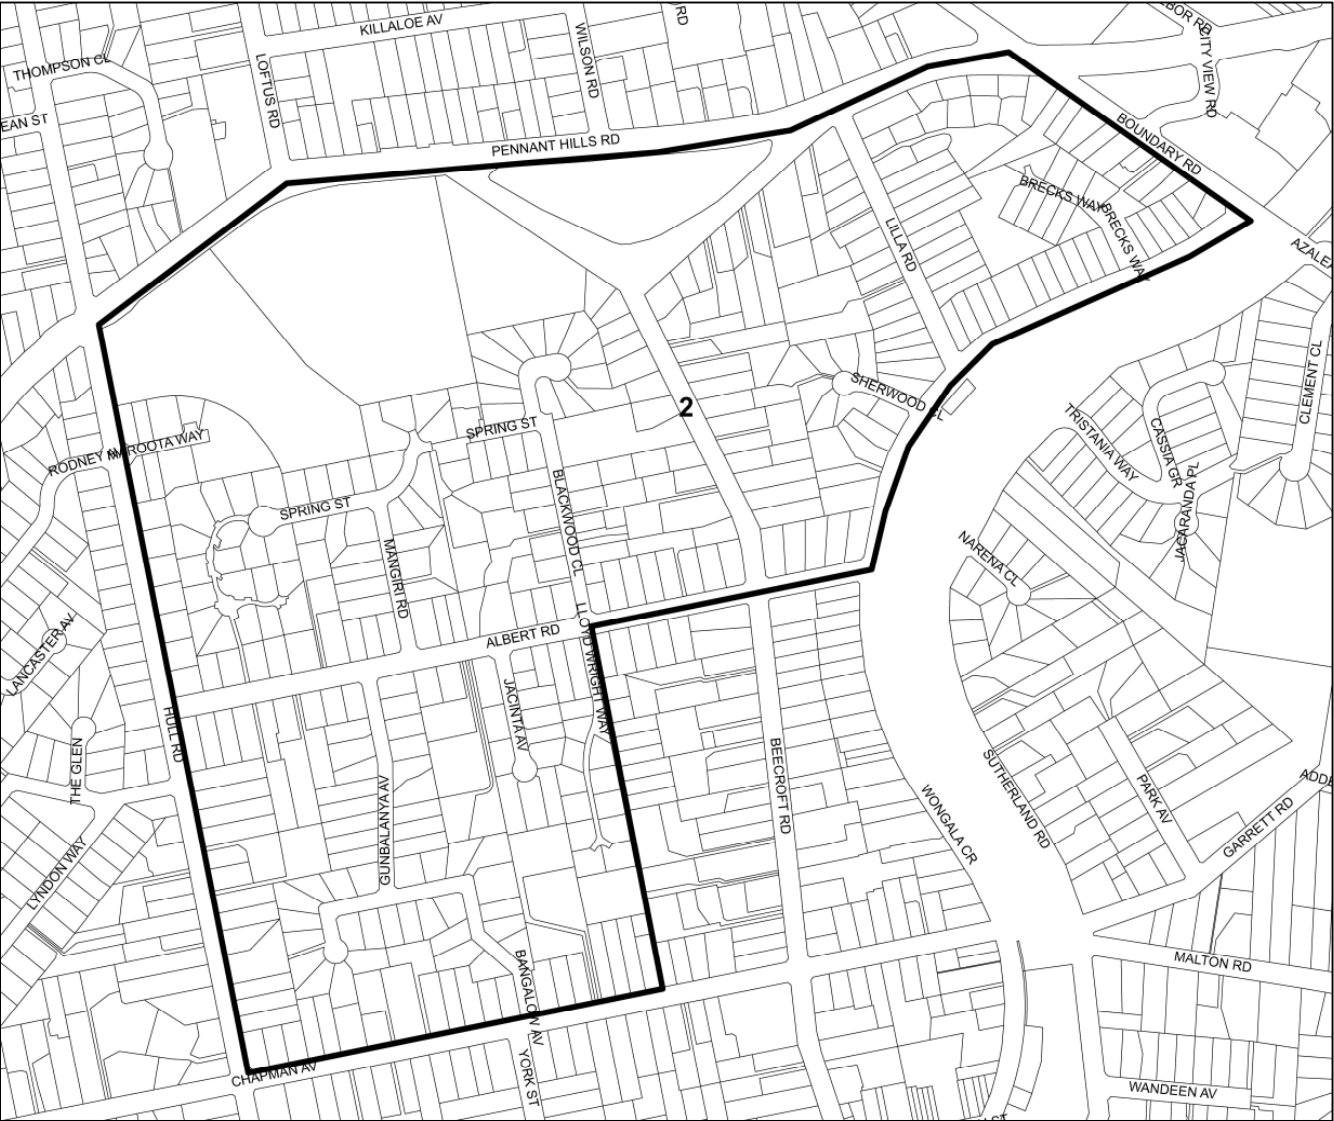 KILLALOE AV
RD
BOR RD
CITY VIEW RD
THOMPSON CL
LOFTUS RD
WILSON RD
EAN ST
PENNANT HILLS RD
BOUNDARY RD
BRECKS WAY
BRECKS WAY
LILLA RD
AZALEA
CLEMENT CL
SHERWOOD CL
2
TRISTANIA WAY
CASSIA GR
JACARANDA PL
SPRING ST
RODNEY AV
ROOTA WAY
BLACKWOOD CL
SPRING ST
MANGIRI RD
NARENA CL
LANCASTER AV
ALBERT RD
LLOYD WRIGHT WAY
JACINTA AV
HULL RD
THE GLEN
GUNBALANYA AV
BEECROFT RD
SUTHERLAND RD
WONGALA CR
PARK AV
ADDE
GARRETT RD
LYNDON WAY
BANGALOW AV
MALTON RD
CHAPMAN AV
YORK ST
WANDEEN AV
ST